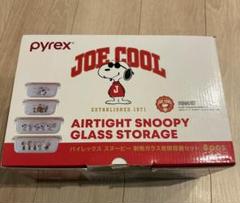 pyrex
JOE COOL
J
ESTABLISHED 1971
AIRTIGHT SNOOPY
GLASS STORAGE
パイレックス スヌーピー 耐熱ガラス密閉容器セット 8pcs